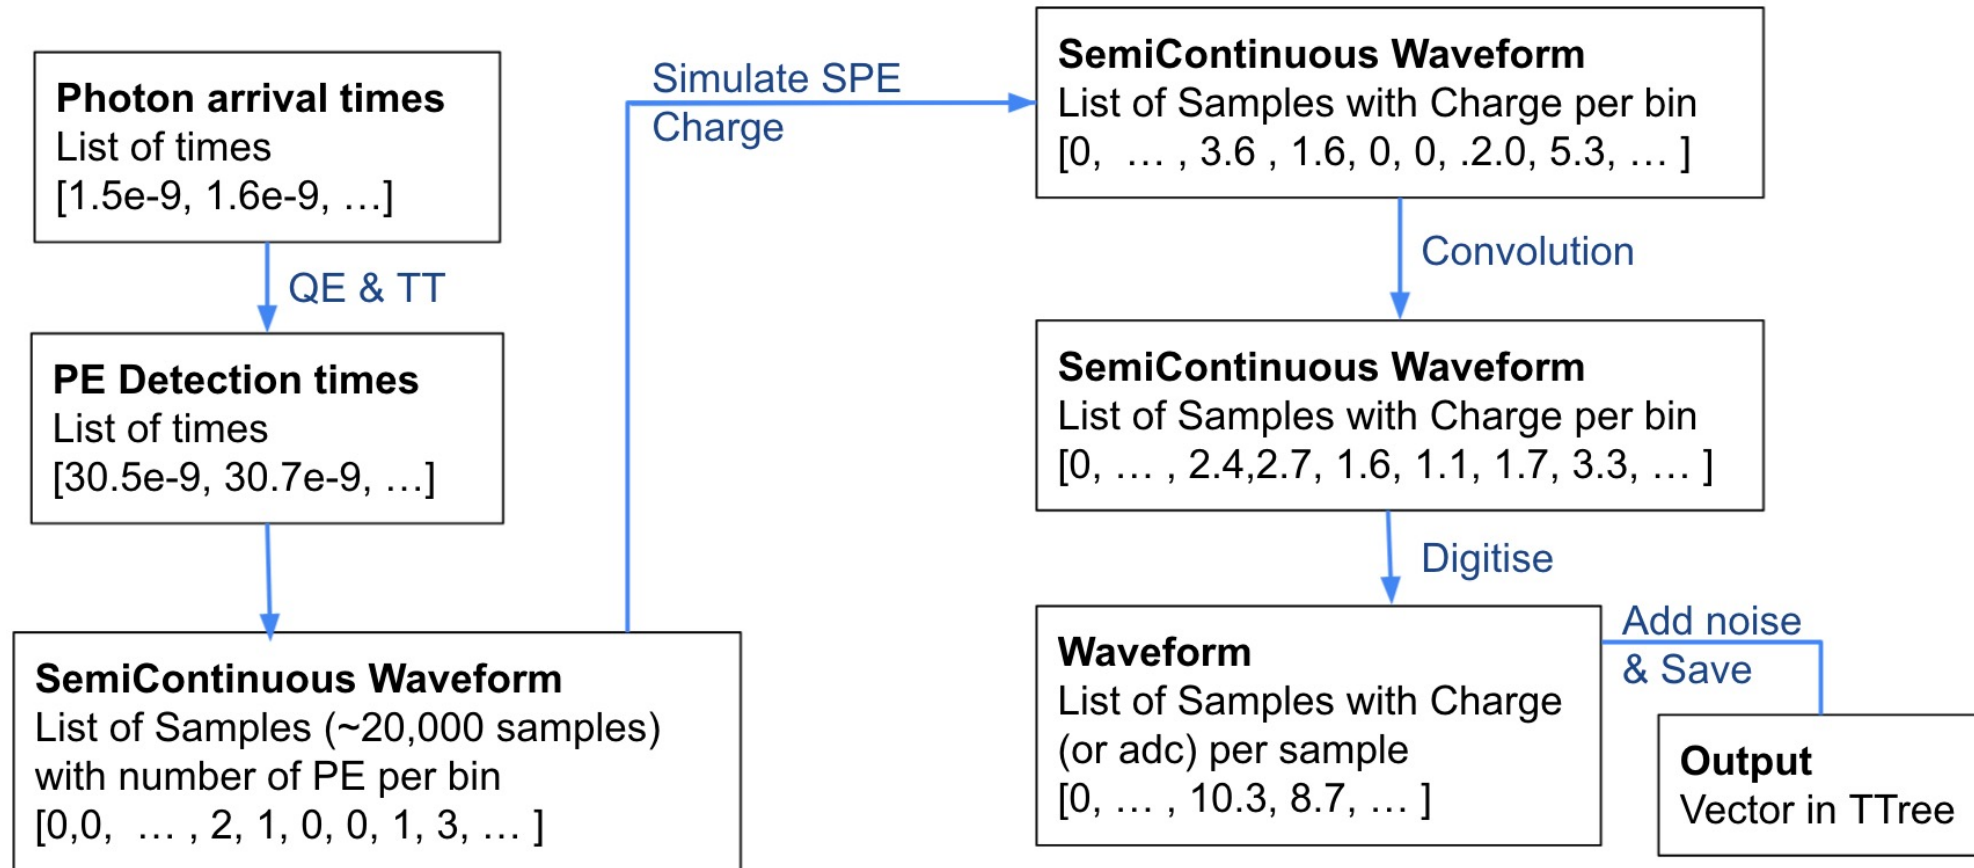 Photon arrival times
List of times
[1.5e-9, 1.6e-9, …]
QE & TT
PE Detection times
List of times
[30.5e-9, 30.7e-9, …]
SemiContinuous Waveform
List of Samples (~20,000 samples)
with number of PE per bin
[0,0, … , 2, 1, 0, 0, 1, 3, … ]
Simulate SPE
Charge
SemiContinuous Waveform
List of Samples with Charge per bin
[0, … , 3.6 , 1.6, 0, 0, .2.0, 5.3, … ]
Convolution
SemiContinuous Waveform
List of Samples with Charge per bin
[0, … , 2.4,2.7, 1.6, 1.1, 1.7, 3.3, … ]
Digitise
Waveform
List of Samples with Charge
(or adc) per sample
[0, … , 10.3, 8.7, … ]
Add noise
& Save
Output
Vector in TTree